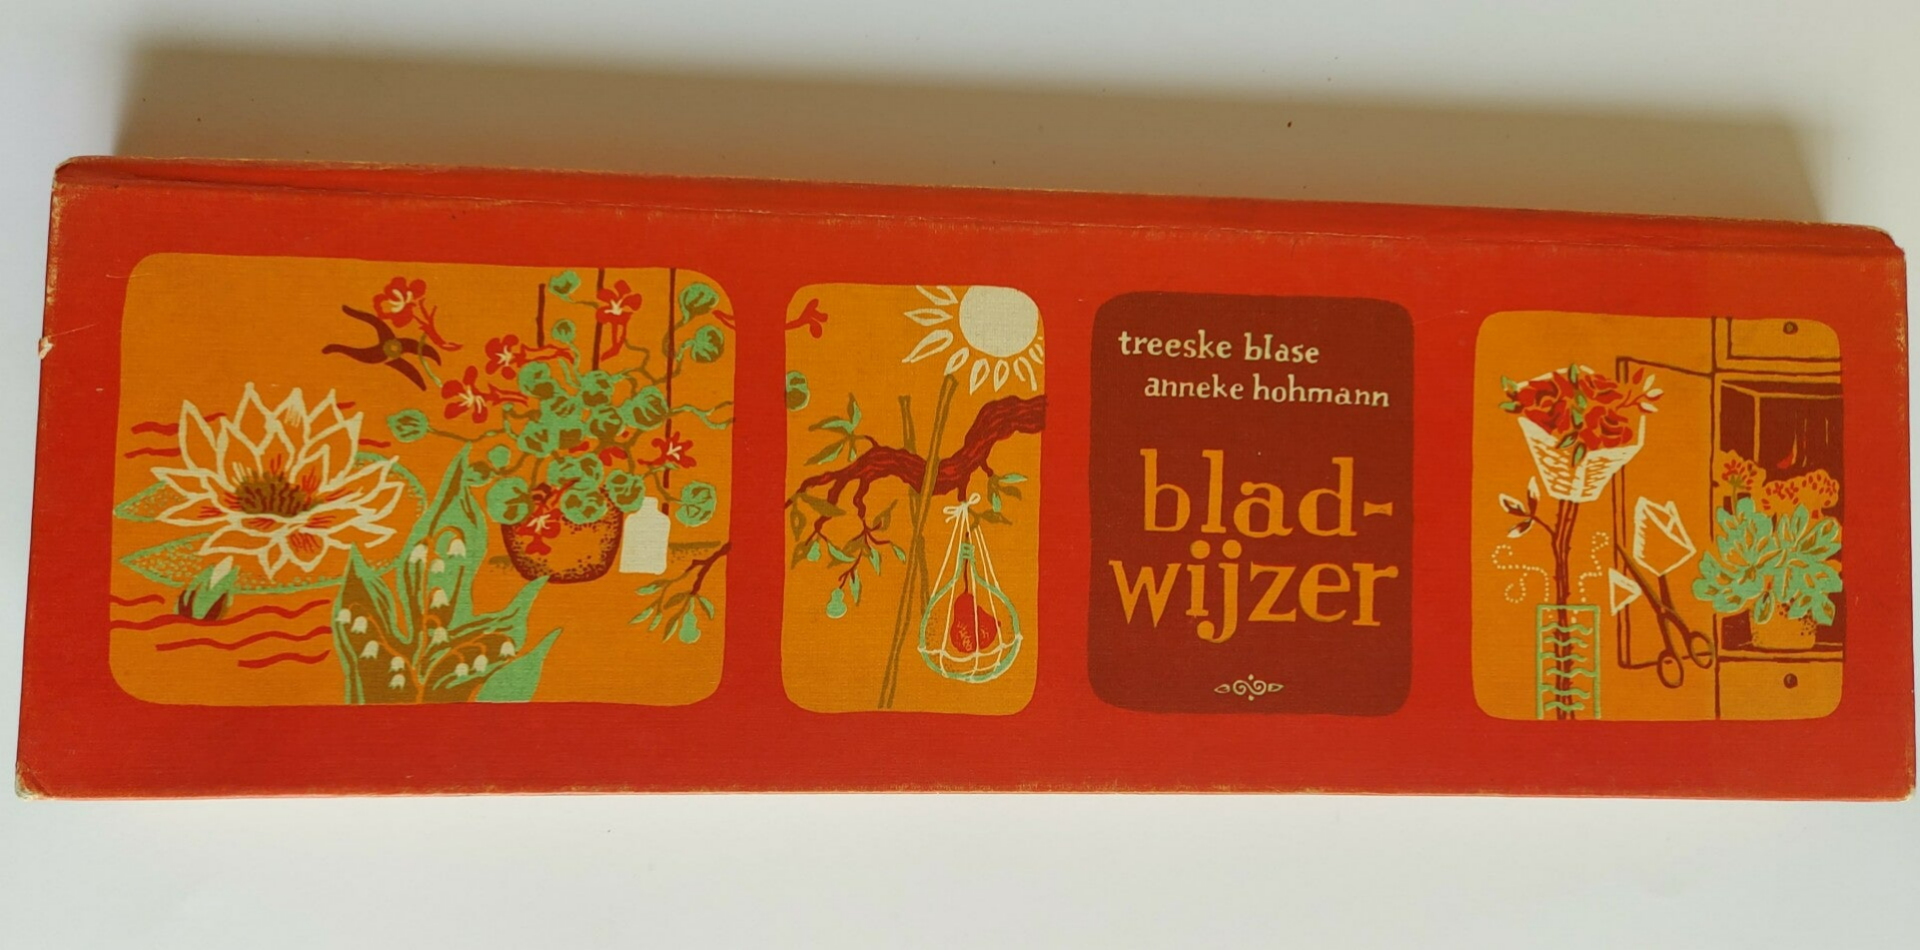 treeske blase
anneke hohmann
blad-
wijzer